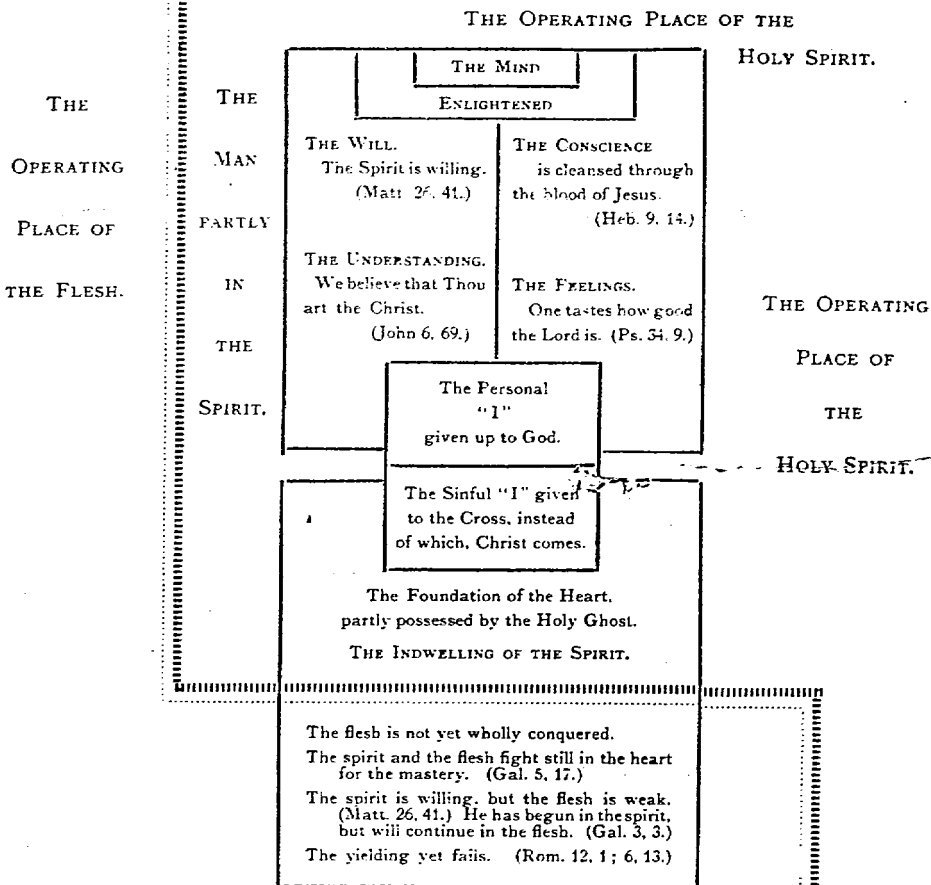 THE OPERATING PLACE OF THE
HOLY SPIRIT.
THE
OPERATING
PLACE OF
THE FLESH.
THE
MAN
PARTLY
IN
THE
SPIRIT.
THE MIND
ENLIGHTENED
THE WILL.
The Spirit is willing.
(Matt. 26, 41.)
THE UNDERSTANDING.
We believe that Thou
art the Christ.
(John 6, 69.)
THE CONSCIENCE
is cleansed through
the blood of Jesus.
(Heb. 9, 14.)
THE FEELINGS.
One tastes how good
the Lord is. (Ps. 34, 9.)
THE OPERATING
PLACE OF
THE
HOLY SPIRIT.
The Personal
"I"
given up to God.
The Sinful "I" given
to the Cross, instead
of which, Christ comes.
The Foundation of the Heart,
partly possessed by the Holy Ghost.
THE INDWELLING OF THE SPIRIT.
The flesh is not yet wholly conquered.
The spirit and the flesh fight still in the heart
for the mastery. (Gal. 5, 17.)
The spirit is willing, but the flesh is weak.
(Matt. 26, 41.) He has begun in the spirit,
but will continue in the flesh. (Gal. 3, 3.)
The yielding yet fails. (Rom. 12, 1; 6, 13.)